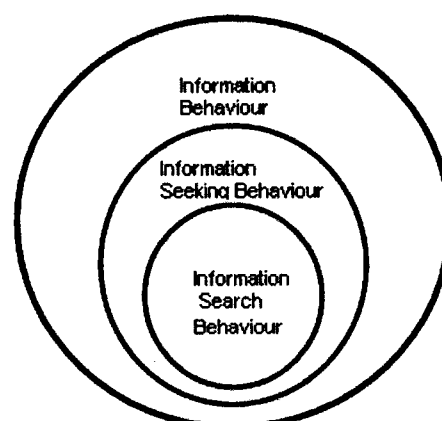 Information
Behaviour
Information
Seeking Behaviour
Information
Search
Behaviour